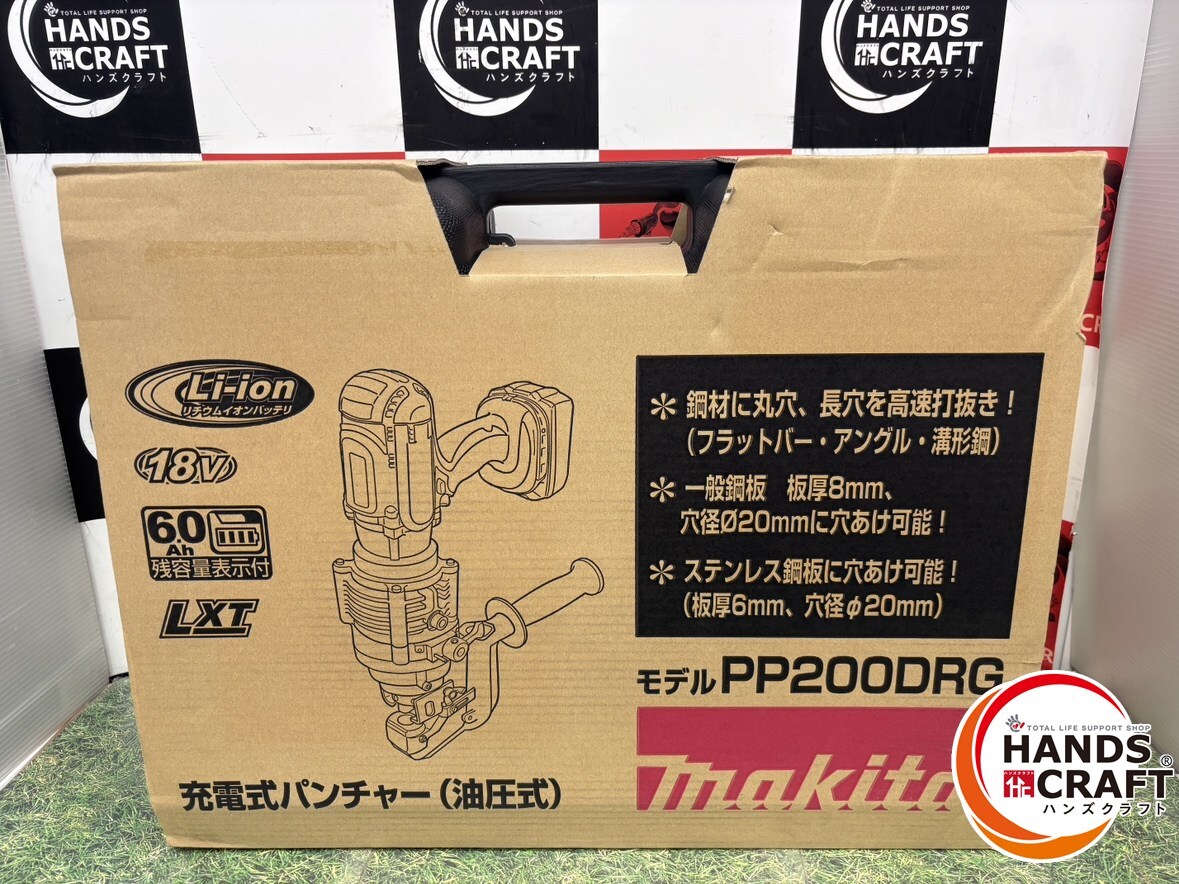 TOTAL LIFE SUPPORT SHOP
HANDS
CRAFT
ハンズクラフト
TOTAL LIFE SUPPORT SHOP
HANDS
CRAFT
ハンズクラフト
TOTAL LIFE SUPPORT SHOP
HANDS
CRAFT
ハンズクラフト
Li-ion
リチウムイオンバッテリ
18V
6.0
Ah
残容量表示付
LXT
＊ 鋼材に丸穴、長穴を高速打抜き！
（フラットバー・アングル・溝形鋼）
＊ 一般鋼板 板厚8mm、
穴径Ø20mmに穴あけ可能！
＊ ステンレス鋼板に穴あけ可能！
（板厚6mm、穴径φ20mm）
モデル PP200DRG
makita
充電式パンチャー（油圧式）
TOTAL LIFE SUPPORT SHOP
HANDS
CRAFT®
ハンズクラフト